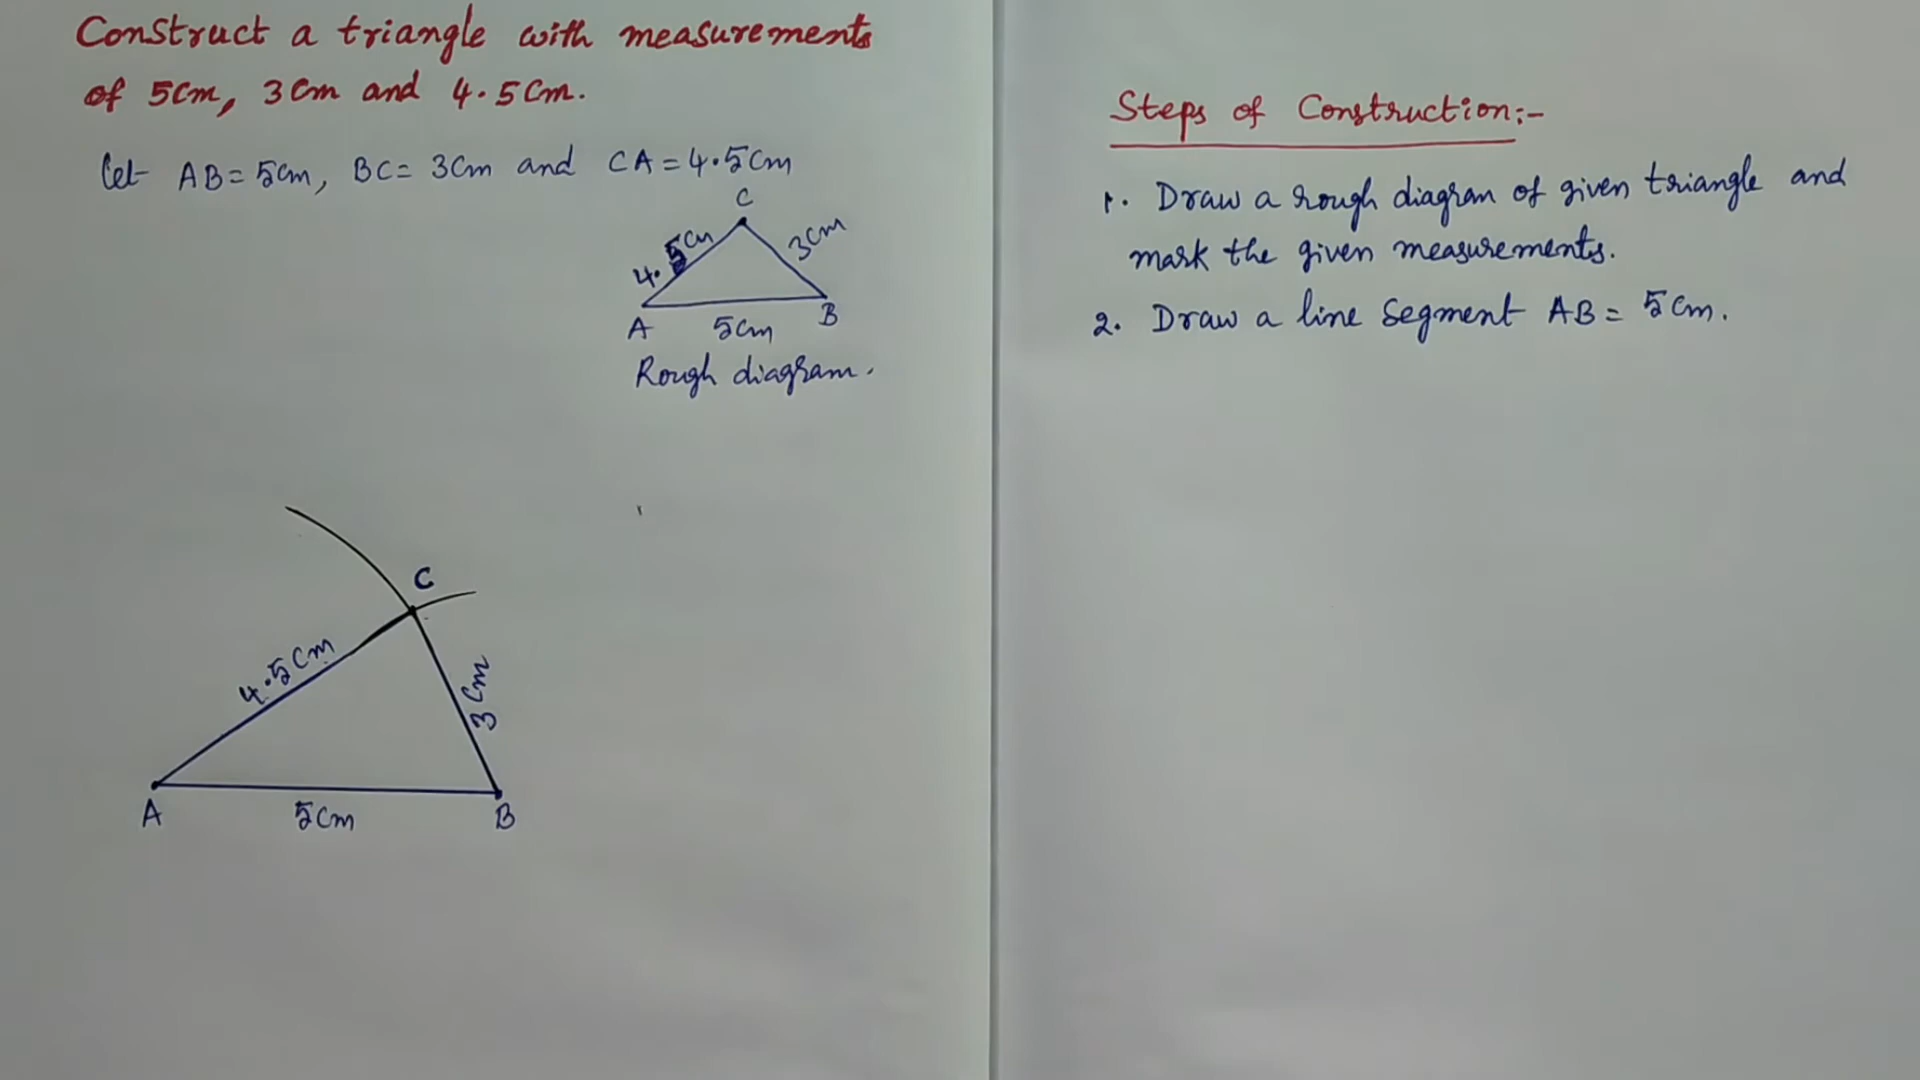 Construct a triangle with measurements
of 5cm, 3cm and 4.5cm.
Let AB=5cm, BC= 3cm and CA=4.5cm
C
4.5cm
3cm
A
5cm
B
Rough diagram.
C
4.5cm
3cm
A
5cm
B
Steps of Construction:-
1. Draw a rough diagram of given triangle and
mark the given measurements.
2. Draw a line segment AB= 5cm.